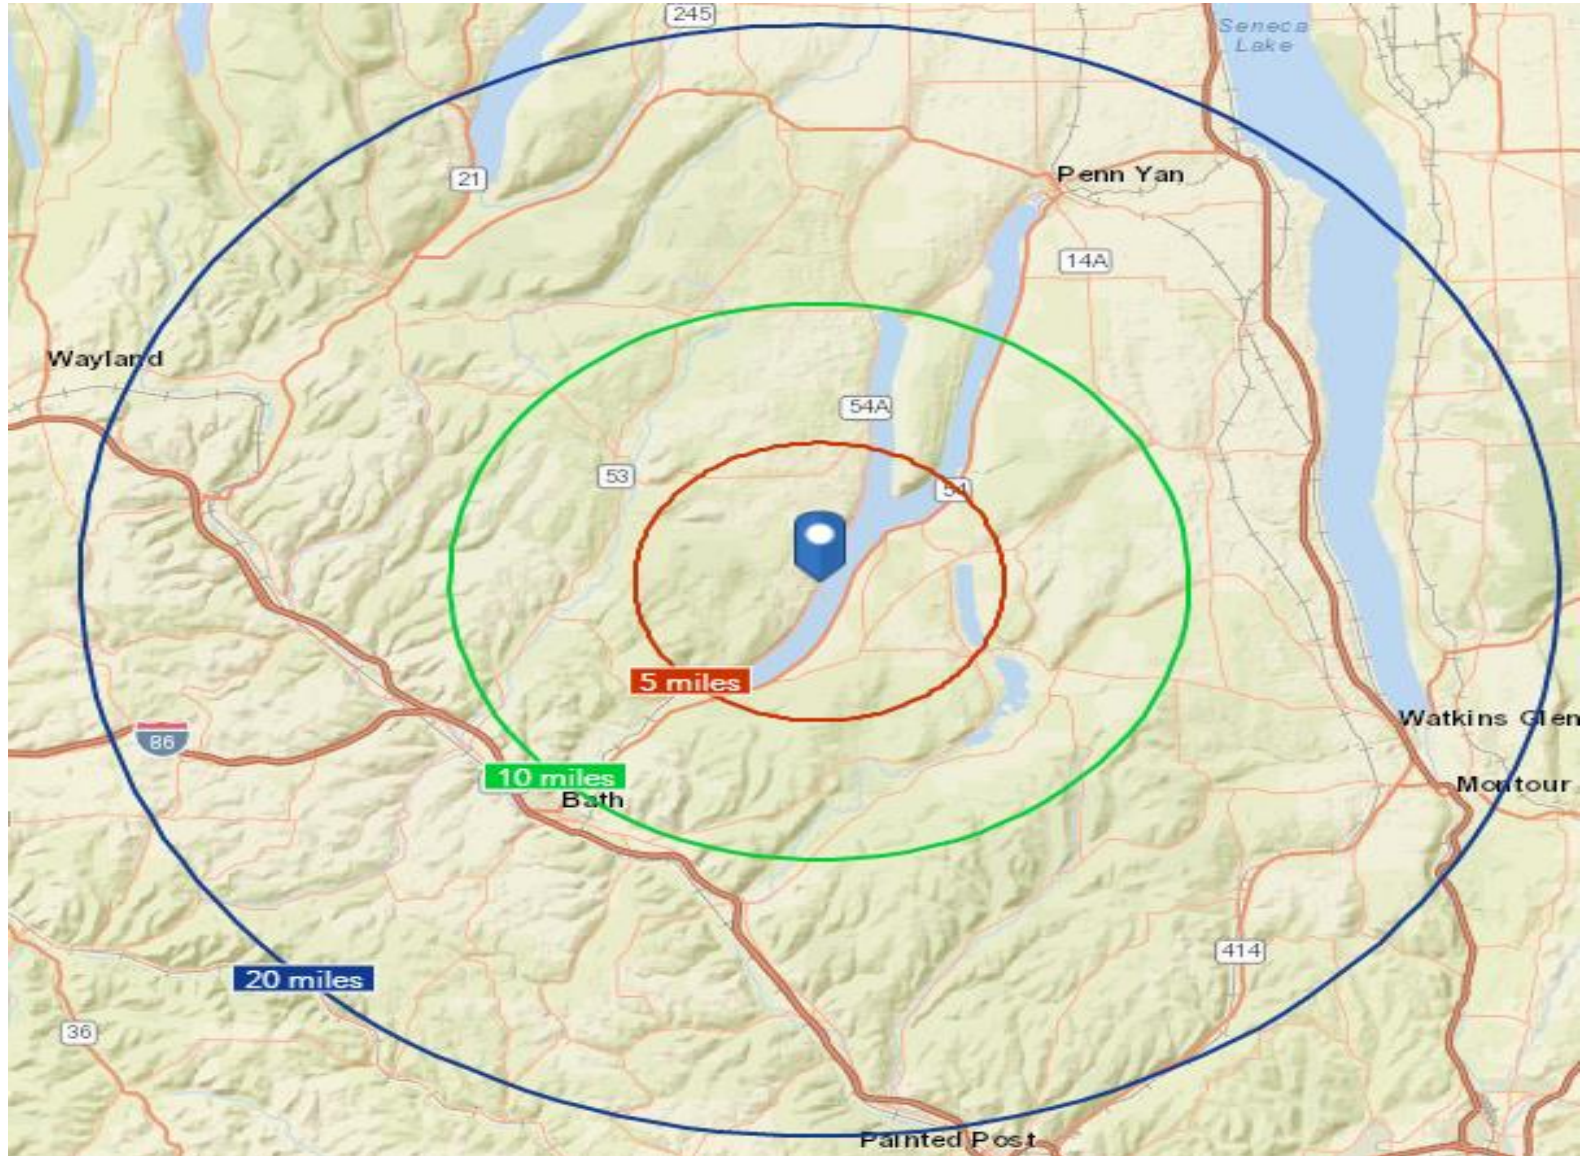 245
Seneca
Lake
21
Penn Yan
14A
Wayland
54A
53
54
5 miles
86
Watkins Glen
10 miles
Bath
Montour
414
20 miles
36
Painted Post